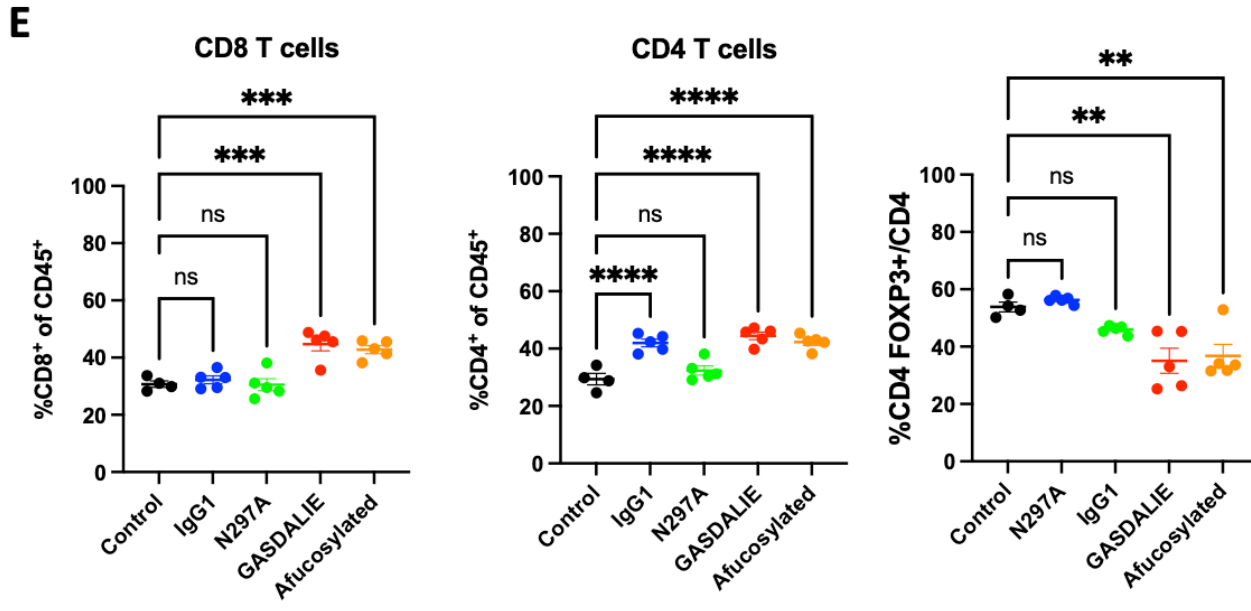 E
CD8 T cells
***
***
ns
ns
%CD8⁺ of CD45⁺
100
80
60
40
20
0
Control
IgG1
N297A
GASDALIE
Afucosylated
CD4 T cells
****
****
ns
****
%CD4⁺ of CD45⁺
100
80
60
40
20
0
Control
IgG1
N297A
GASDALIE
Afucosylated
**
**
ns
ns
%CD4 FOXP3+/CD4
100
80
60
40
20
0
Control
N297A
IgG1
GASDALIE
Afucosylated